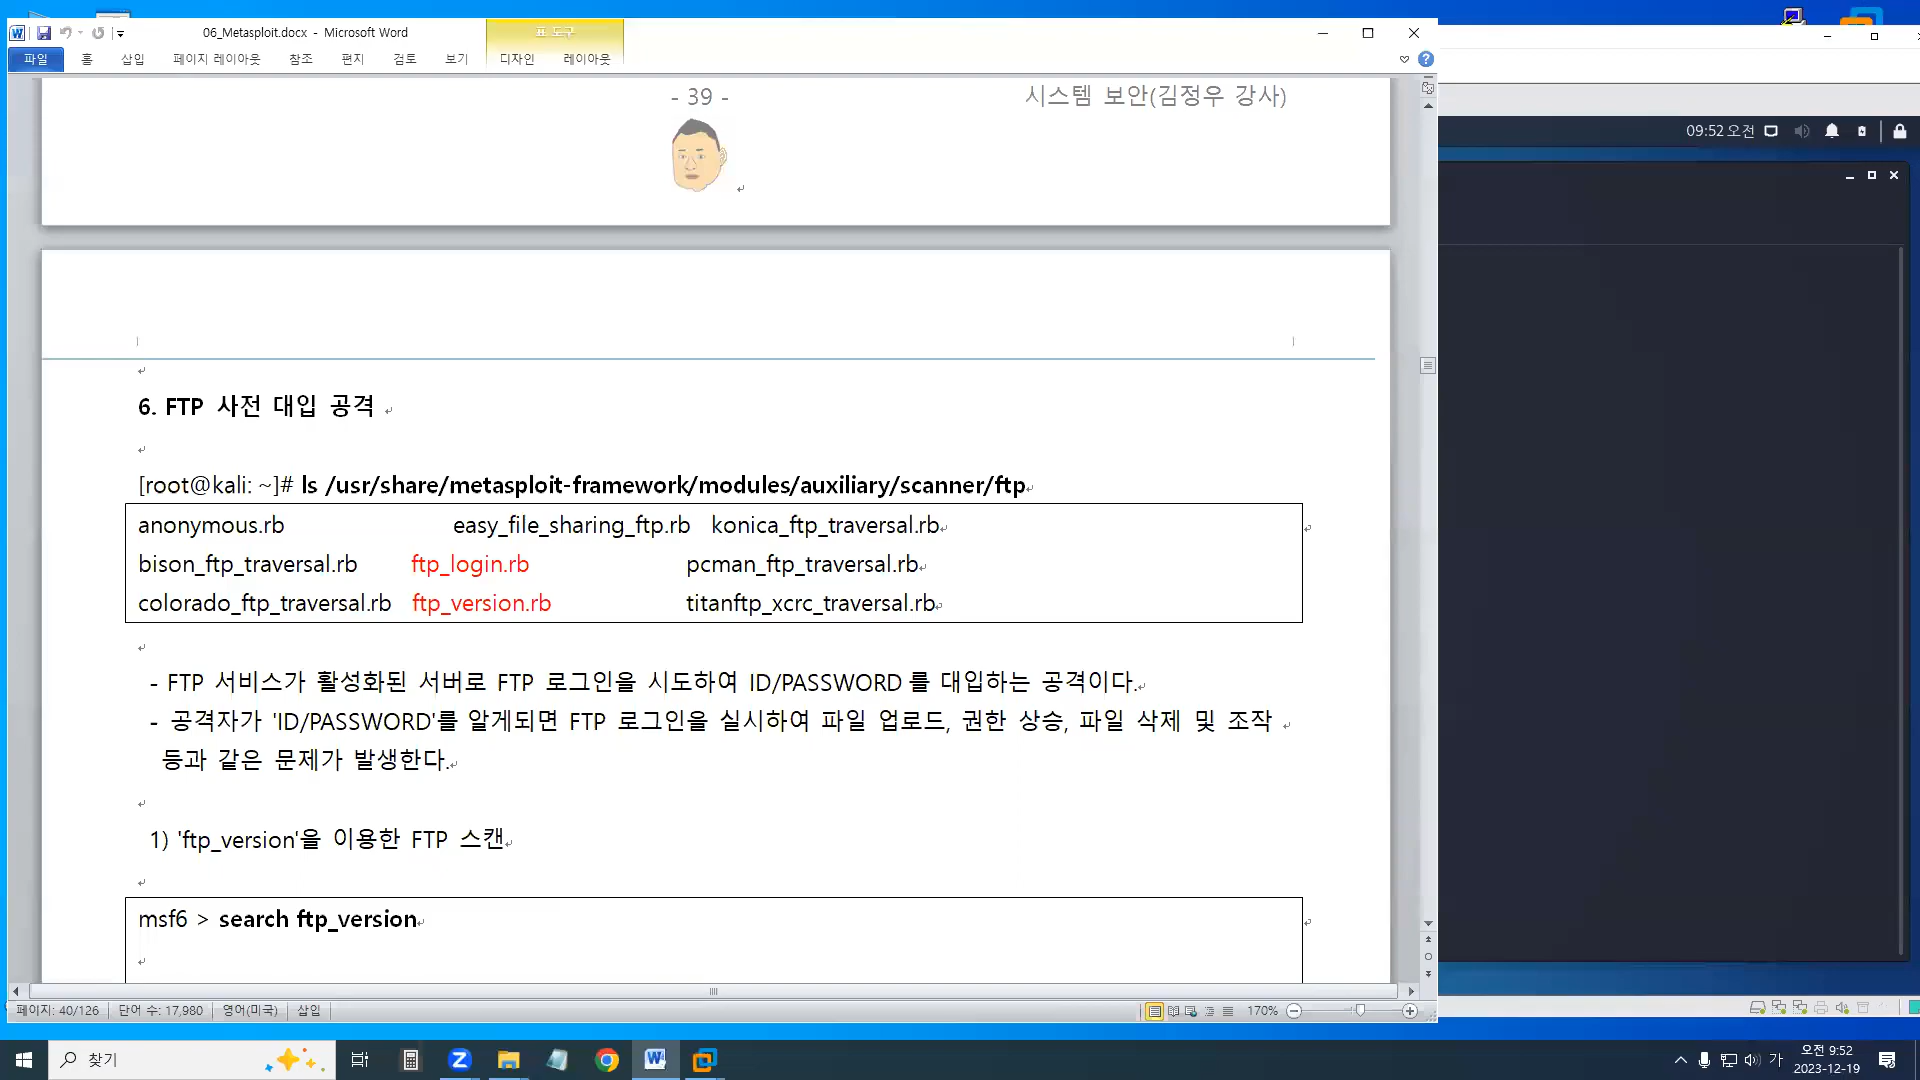 06_Metasploit.docx - Microsoft Word
표 도구
파일 홈 삽입 페이지 레이아웃 참조 편지 검토 보기 디자인 레이아웃
- 39 -
시스템 보안(김정우 강사)
09:52 오전
6. FTP 사전 대입 공격
[root@kali: ~]# ls /usr/share/metasploit-framework/modules/auxiliary/scanner/ftp
anonymous.rb easy_file_sharing_ftp.rb konica_ftp_traversal.rb
bison_ftp_traversal.rb ftp_login.rb pcman_ftp_traversal.rb
colorado_ftp_traversal.rb ftp_version.rb titanftp_xcrc_traversal.rb
- FTP 서비스가 활성화된 서버로 FTP 로그인을 시도하여 ID/PASSWORD를 대입하는 공격이다.
- 공격자가 'ID/PASSWORD'를 알게되면 FTP 로그인을 실시하여 파일 업로드, 권한 상승, 파일 삭제 및 조작
등과 같은 문제가 발생한다.
1) 'ftp_version'을 이용한 FTP 스캔
msf6 > search ftp_version
페이지: 40/126 단어 수: 17,980 영어(미국) 삽입 170%
찾기
가
오전 9:52
2023-12-19